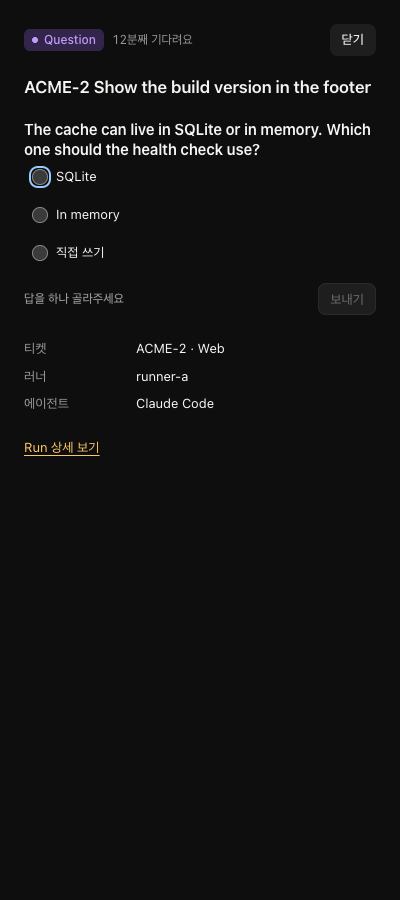 Question 12분째 기다려요 닫기
ACME-2 Show the build version in the footer
The cache can live in SQLite or in memory. Which
one should the health check use?
SQLite
In memory
직접 쓰기
답을 하나 골라주세요 보내기
티켓 ACME-2 · Web
러너 runner-a
에이전트 Claude Code
Run 상세 보기